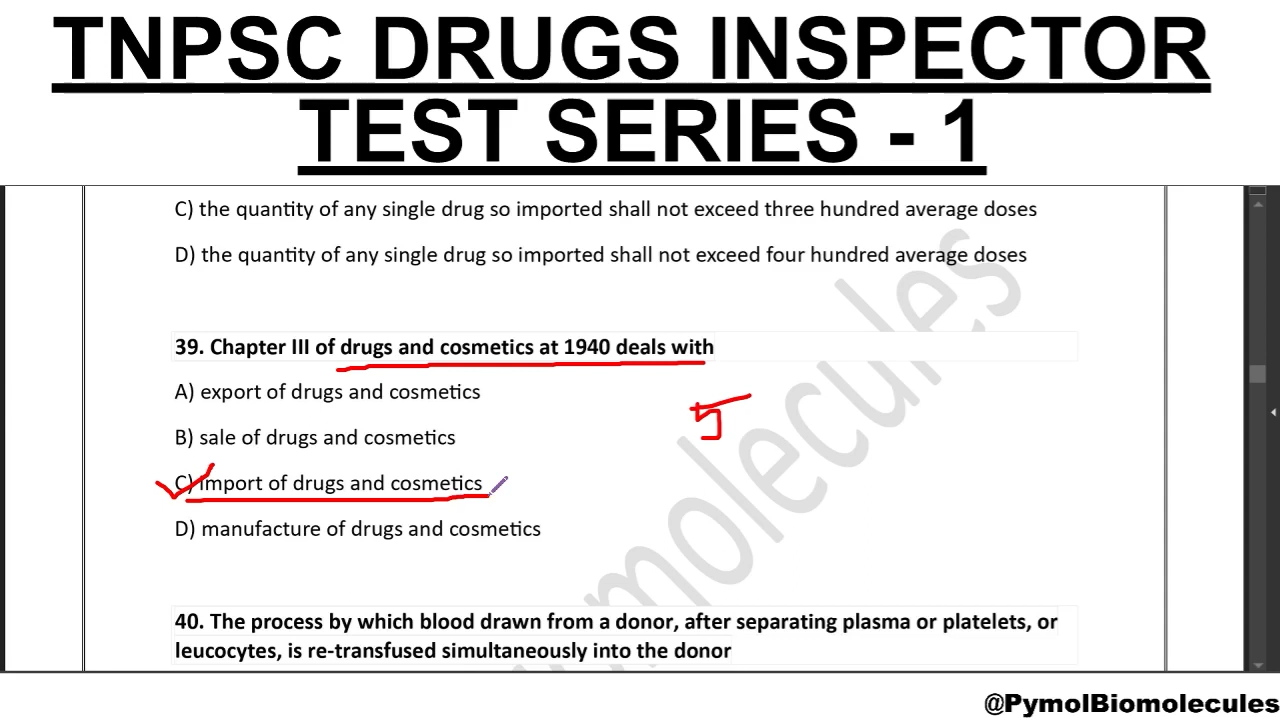 TNPSC DRUGS INSPECTOR
TEST SERIES - 1
C) the quantity of any single drug so imported shall not exceed three hundred average doses
D) the quantity of any single drug so imported shall not exceed four hundred average doses
39. Chapter III of drugs and cosmetics at 1940 deals with
A) export of drugs and cosmetics
5
B) sale of drugs and cosmetics
C) import of drugs and cosmetics
D) manufacture of drugs and cosmetics
40. The process by which blood drawn from a donor, after separating plasma or platelets, or
leucocytes, is re-transfused simultaneously into the donor
molecules
@PymolBiomolecules